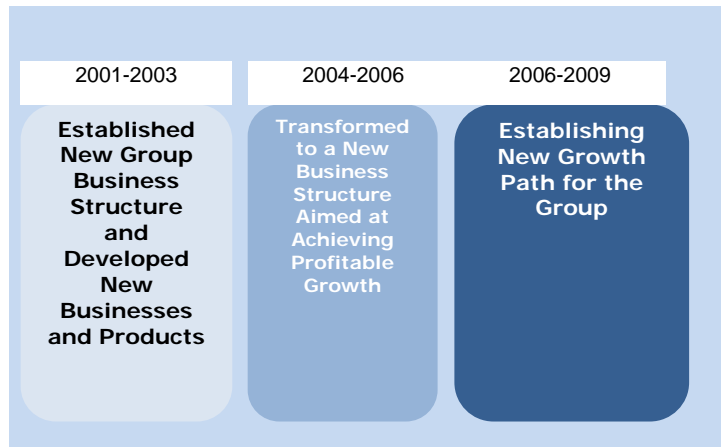 2001-2003
Established
New Group
Business
Structure
and
Developed
New
Businesses
and Products
2004-2006
Transformed
to a New
Business
Structure
Aimed at
Achieving
Profitable
Growth
2006-2009
Establishing
New Growth
Path for the
Group